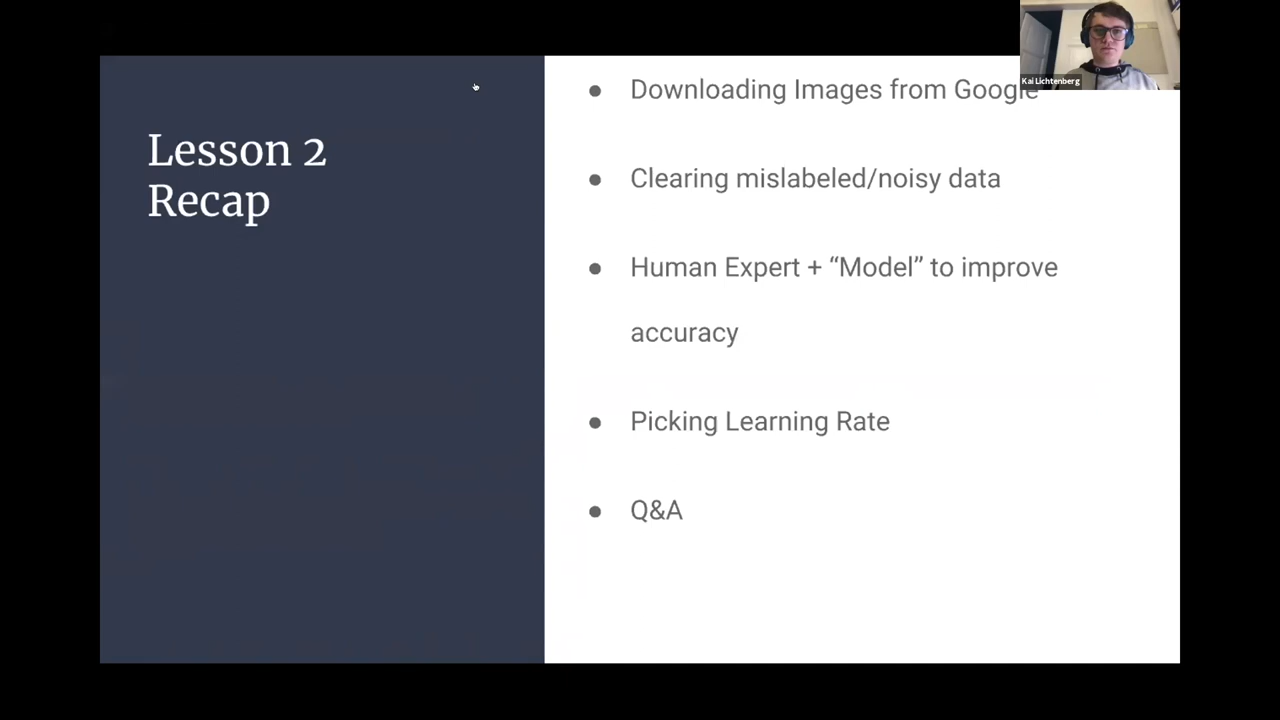 Lesson 2
Recap
● Downloading Images from Google
● Clearing mislabeled/noisy data
● Human Expert + “Model” to improve
accuracy
● Picking Learning Rate
● Q&A
Kai Lichtenberg